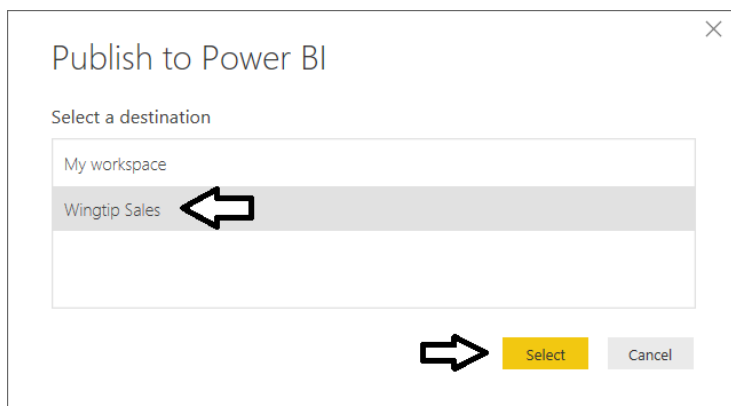 Publish to Power BI
Select a destination
My workspace
Wingtip Sales
Select
Cancel